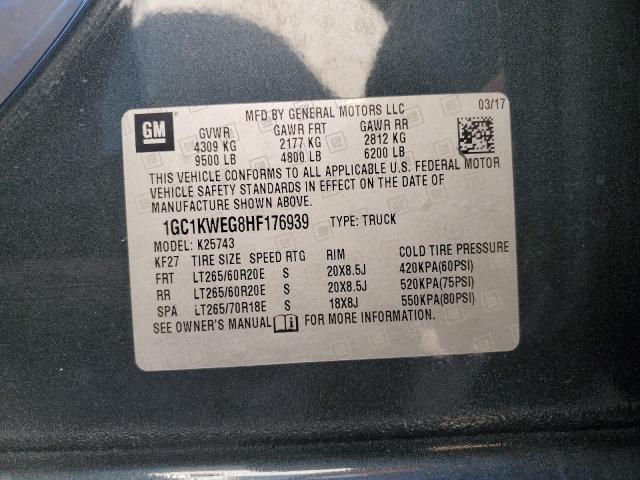 MFD BY GENERAL MOTORS LLC 03/17
GM
GVWR GAWR FRT GAWR RR
4309 KG 2177 KG 2812 KG
9500 LB 4800 LB 6200 LB
THIS VEHICLE CONFORMS TO ALL APPLICABLE U.S. FEDERAL MOTOR
VEHICLE SAFETY STANDARDS IN EFFECT ON THE DATE OF
MANUFACTURE SHOWN ABOVE.
1GC1KWEG8HF176939 TYPE: TRUCK
MODEL: K25743
KF27 TIRE SIZE SPEED RTG RIM COLD TIRE PRESSURE
FRT LT265/60R20E S 20X8.5J 420KPA(60PSI)
RR LT265/60R20E S 20X8.5J 520KPA(75PSI)
SPA LT265/70R18E S 18X8J 550KPA(80PSI)
SEE OWNER'S MANUAL FOR MORE INFORMATION.